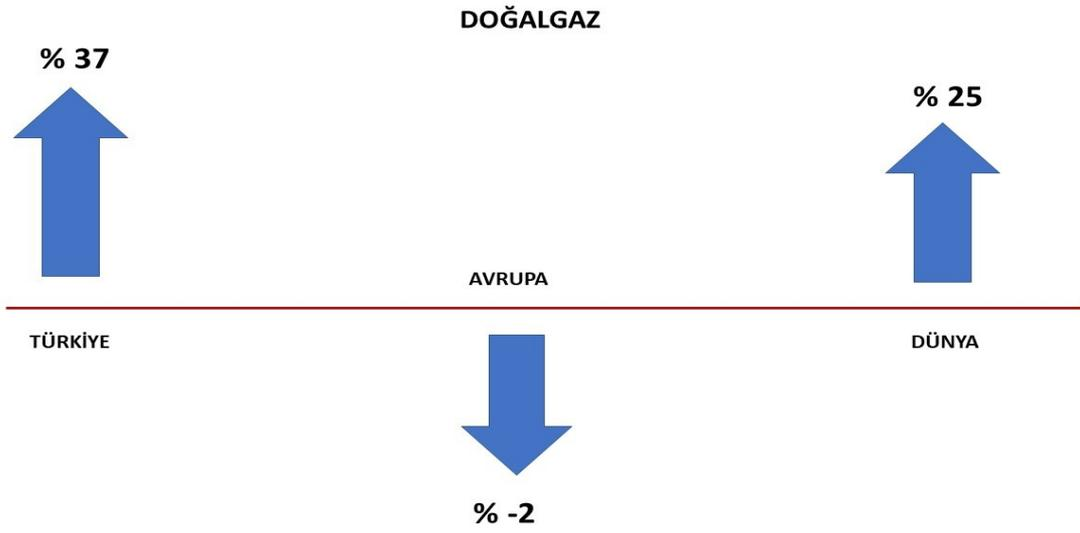 DOĞALGAZ
% 37
% 25
AVRUPA
TÜRKİYE
DÜNYA
% -2